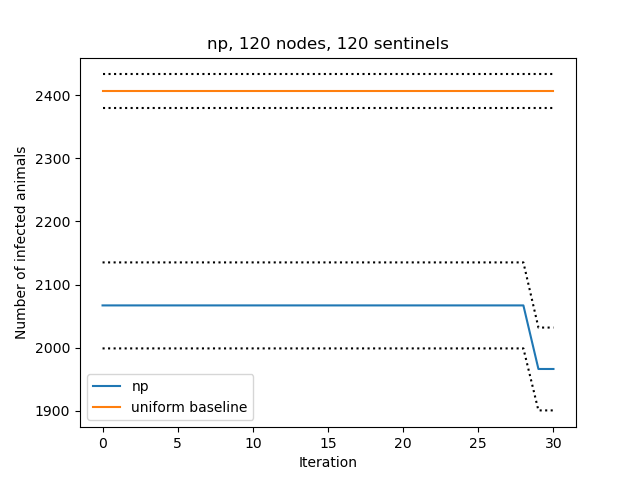 np, 120 nodes, 120 sentinels
Number of infected animals
2400
2300
2200
2100
2000
1900
np
uniform baseline
0 5 10 15 20 25 30
Iteration